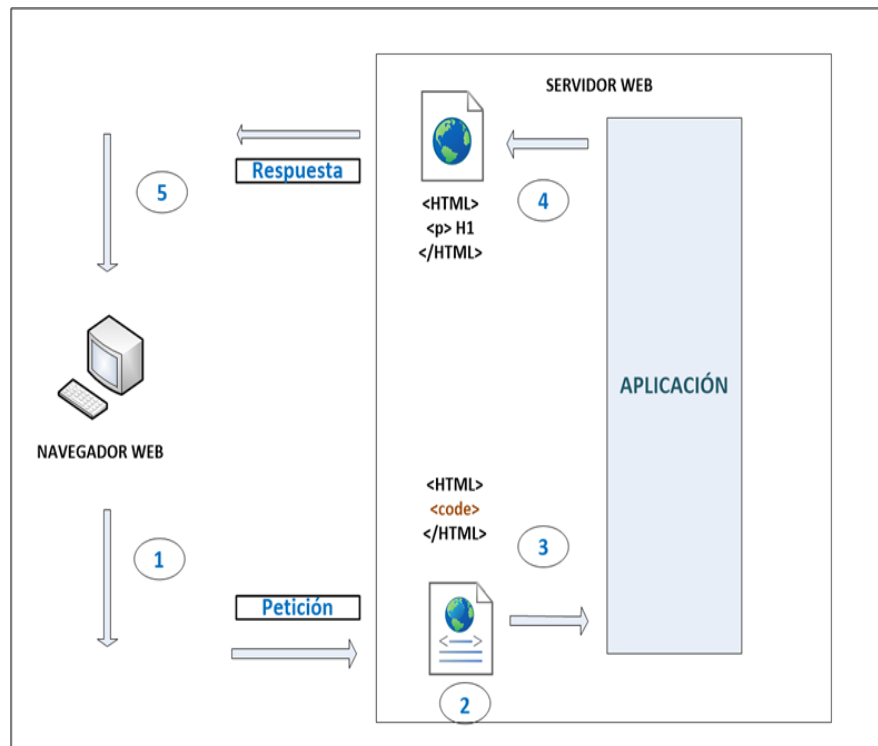 SERVIDOR WEB
Respuesta
5
4
<HTML>
<p> H1
</HTML>
APLICACIÓN
NAVEGADOR WEB
<HTML>
<code>
</HTML>
3
1
Petición
2